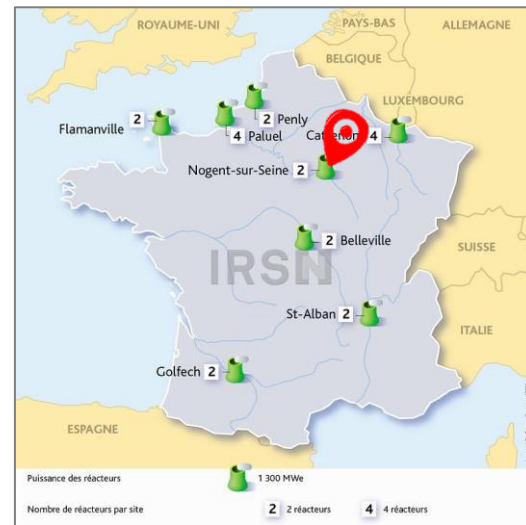 ROYAUME-UNI
PAYS-BAS
ALLEMAGNE
BELGIQUE
LUXEMBOURG
Flamanville 2
2 Penly
4 Paluel
4
Nogent-sur-Seine 2
2 Belleville
IRSN
SUISSE
St-Alban 2
ITALIE
Golfech 2
ESPAGNE
Puissance des réacteurs 1 300 MWe
Nombre de réacteurs par site 2 2 réacteurs 4 4 réacteurs